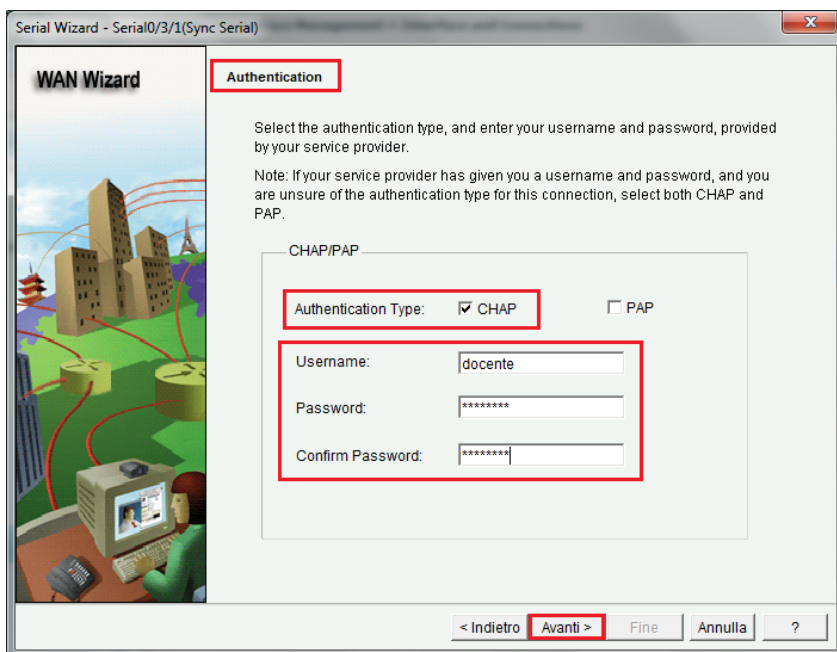 Serial Wizard - Serial0/3/1(Sync Serial)
WAN Wizard
Authentication
Select the authentication type, and enter your username and password, provided
by your service provider.
Note: If your service provider has given you a username and password, and you
are unsure of the authentication type for this connection, select both CHAP and
PAP.
CHAP/PAP
Authentication Type: CHAP PAP
Username: docente
Password: ********
Confirm Password: ********
< Indietro Avanti > Fine Annulla ?